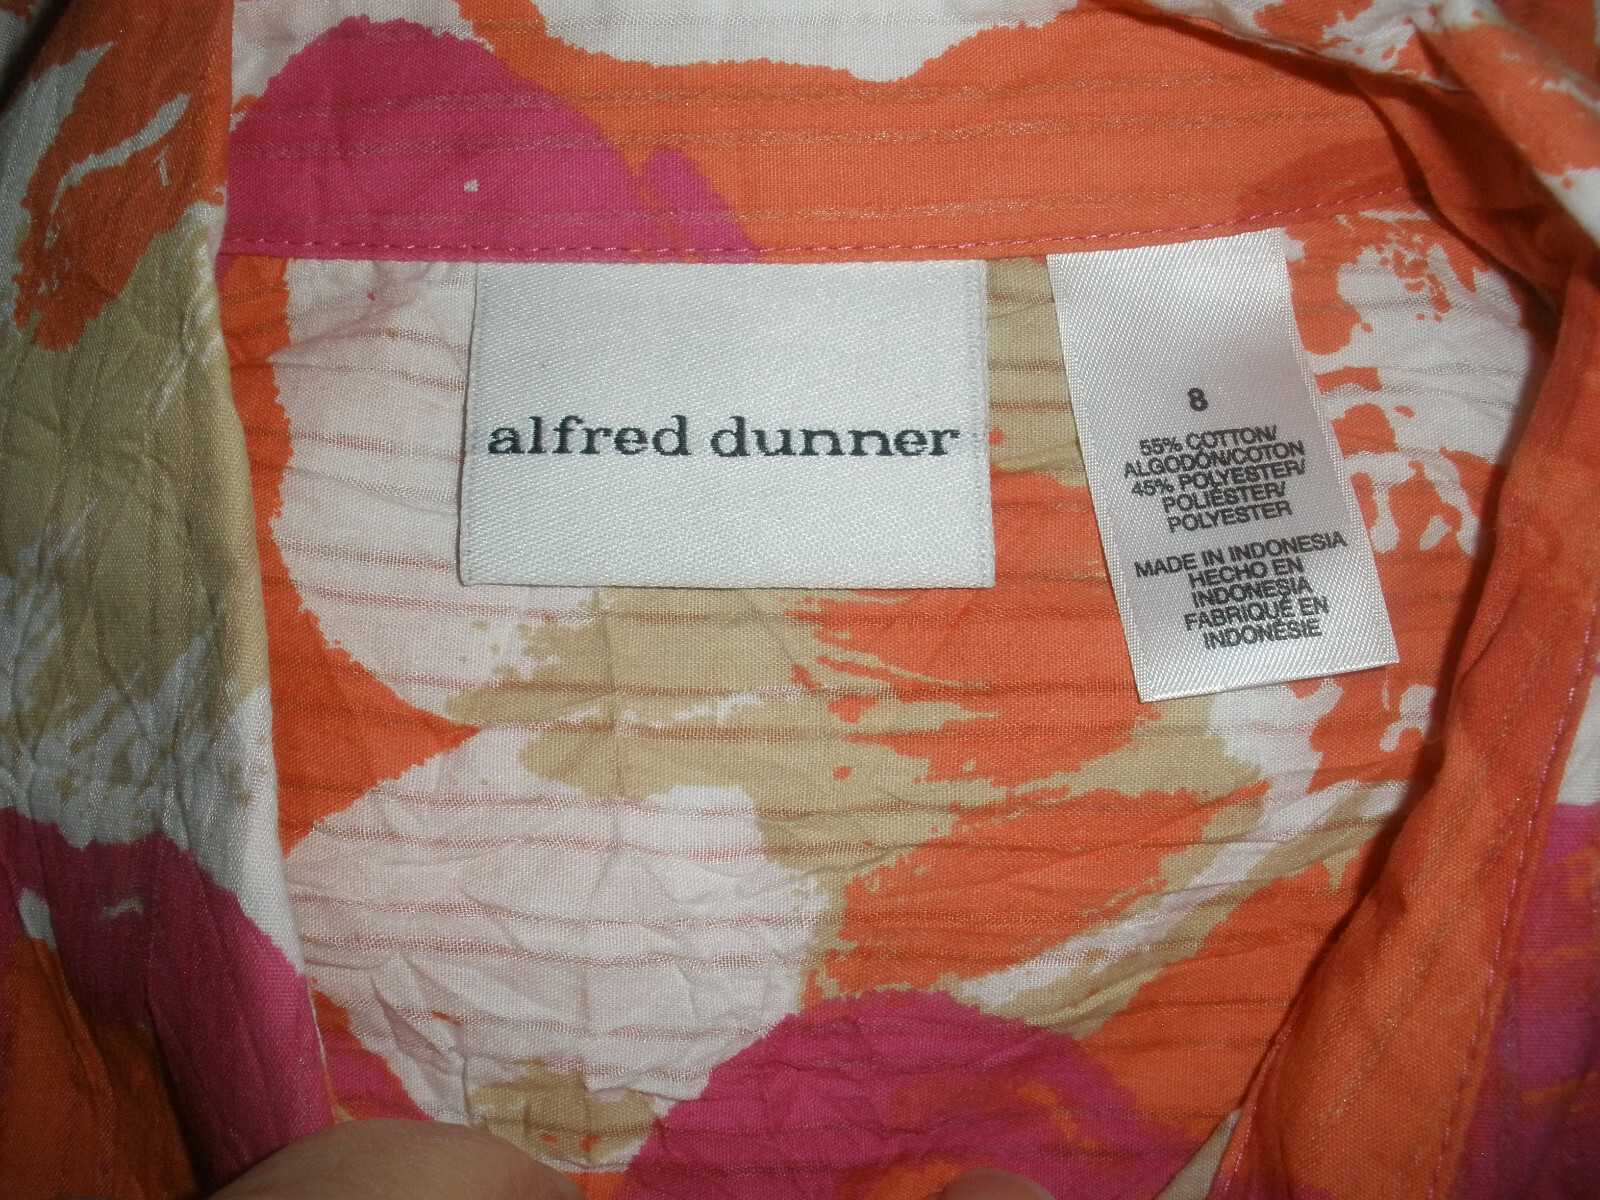 alfred dunner
8
55% COTTON/
ALGODÓN/COTON
45% POLYESTER/
POLIÉSTER/
POLYESTER
MADE IN INDONESIA
HECHO EN
INDONESIA
FABRIQUÉ EN
INDONÉSIE